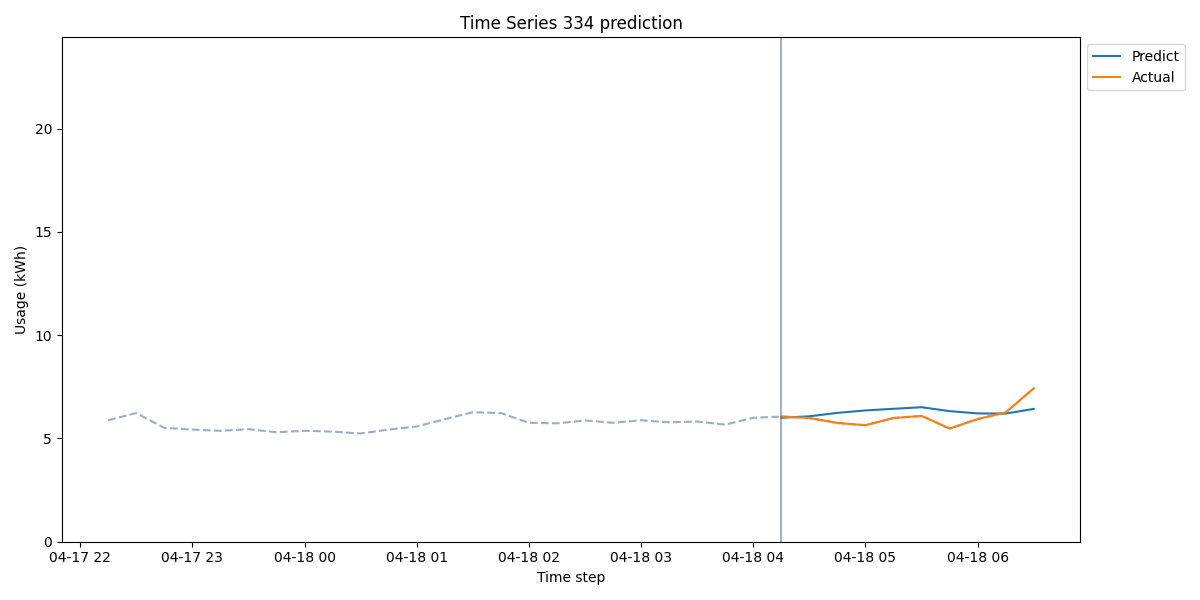 Time Series 334 prediction
Predict
Actual
Usage (kWh)
20
15
10
5
0
04-17 22 04-17 23 04-18 00 04-18 01 04-18 02 04-18 03 04-18 04 04-18 05 04-18 06
Time step